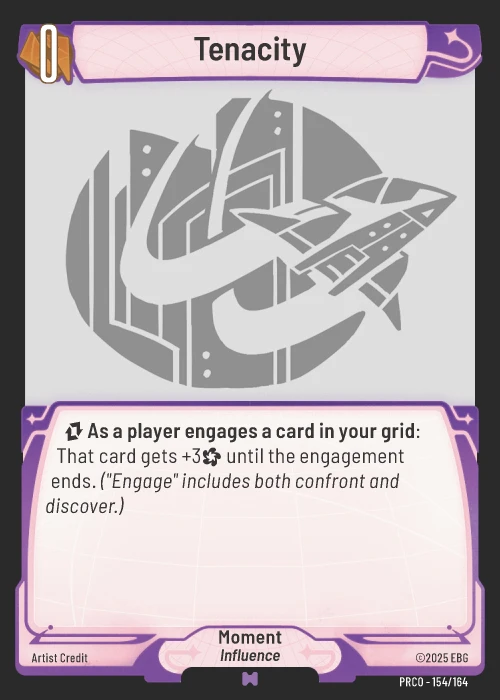 0
Tenacity
As a player engages a card in your grid:
That card gets +3 until the engagement
ends. ("Engage" includes both confront and
discover.)
Moment
Influence
Artist Credit
©2025 EBG
PRCO - 154/164